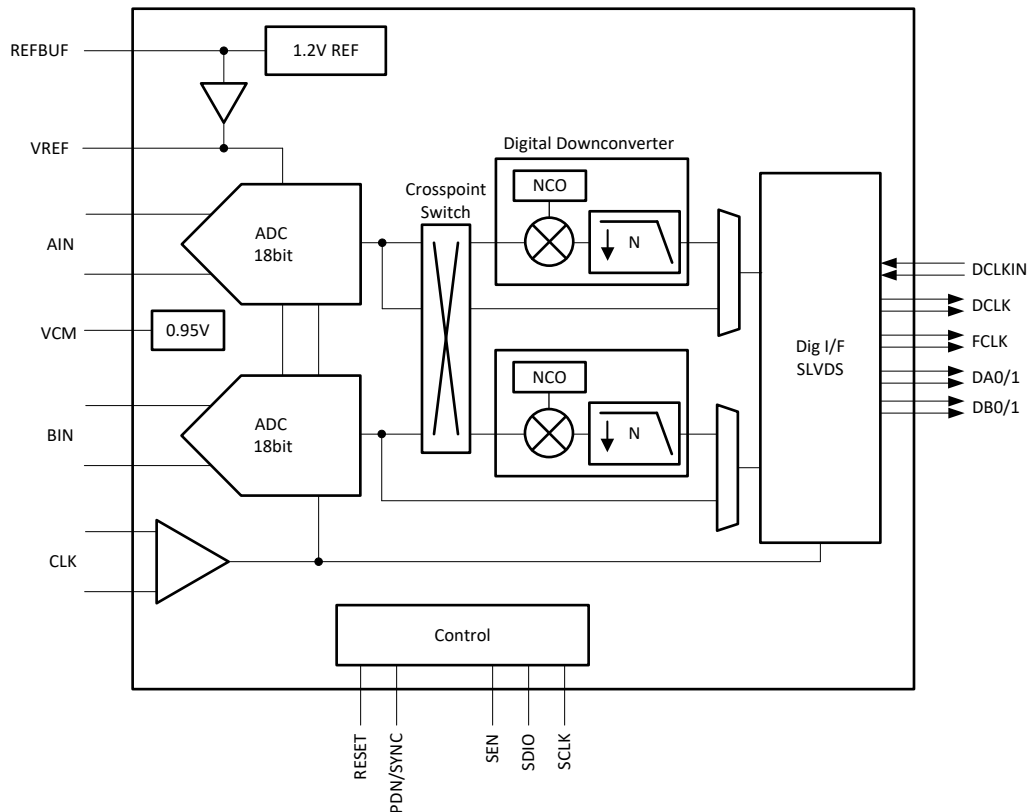 REFBUF
1.2V REF
VREF
Digital Downconverter
NCO
Crosspoint
Switch
N
ADC
18bit
AIN
VCM
0.95V
DCLKIN
DCLK
FCLK
DA0/1
DB0/1
Dig I/F
SLVDS
NCO
N
ADC
18bit
BIN
CLK
Control
RESET
PDN/SYNC
SEN
SDIO
SCLK